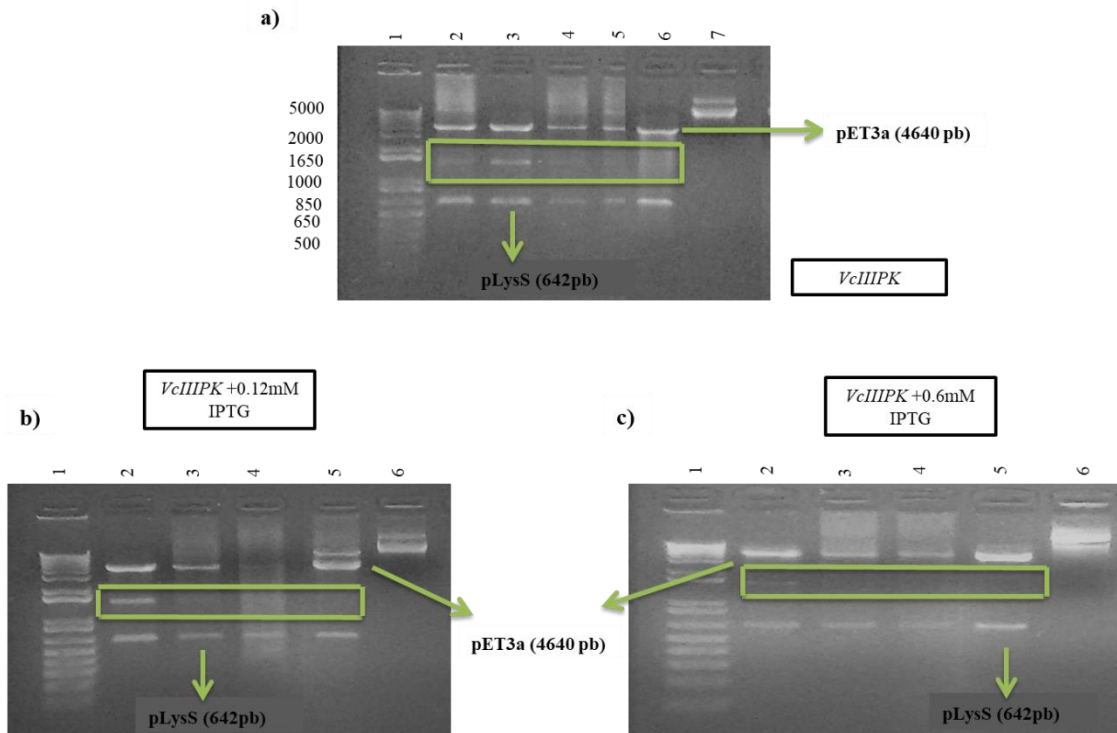 a)
1 2 3 4 5 6 7
5000
2000
1650
1000
850
650
500
pET3a (4640 pb)
pLysS (642pb)
VcIIIPK
VcIIIPK +0.12mM
IPTG
b)
1 2 3 4 5 6
VcIIIPK +0.6mM
IPTG
c)
1 2 3 4 5 6
pET3a (4640 pb)
pLysS (642pb)
pLysS (642pb)